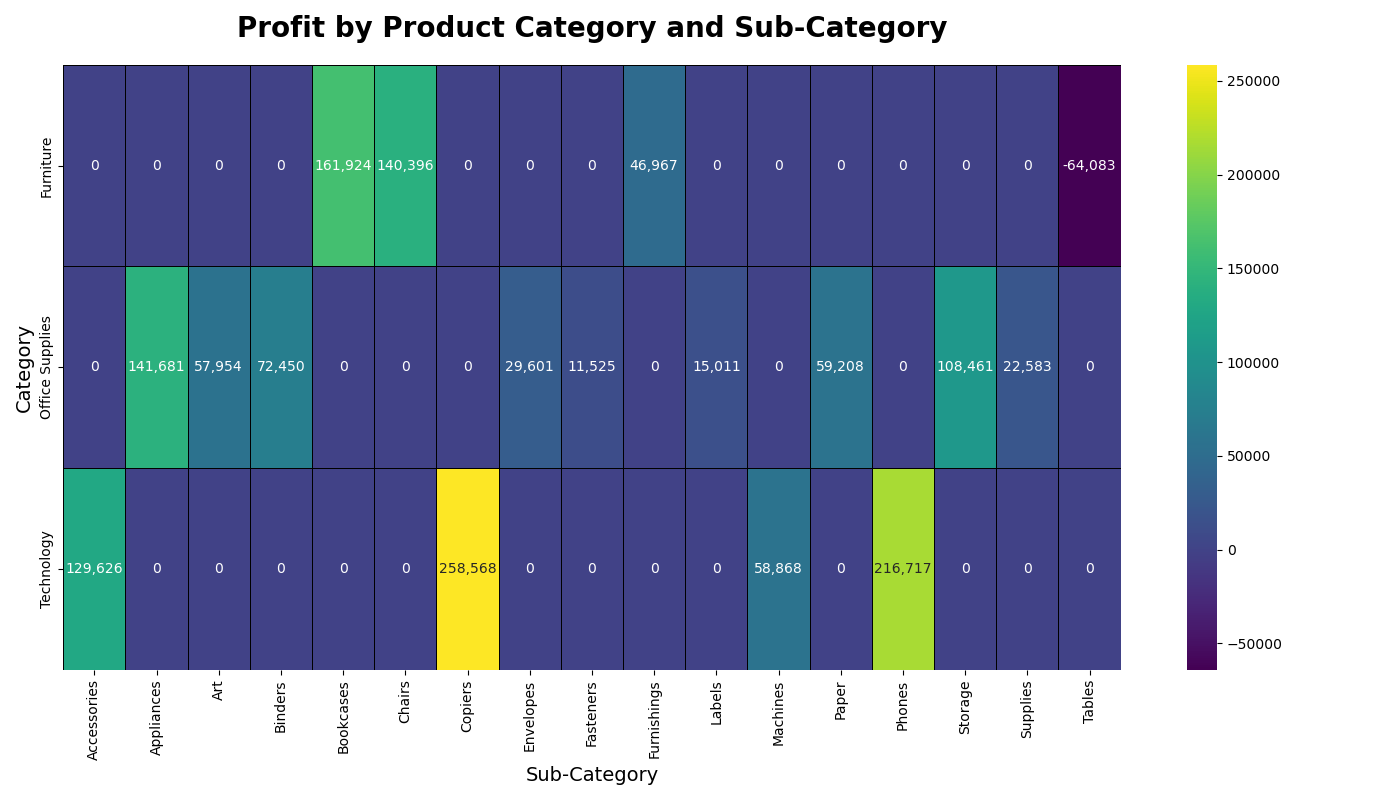 Profit by Product Category and Sub-Category
250000
200000
150000
100000
50000
0
−50000
Category
Furniture
0 0 0 0 161,924 140,396 0 0 0 46,967 0 0 0 0 0 0 -64,083
Office Supplies
0 141,681 57,954 72,450 0 0 0 29,601 11,525 0 15,011 0 59,208 0 108,461 22,583 0
Technology
129,626 0 0 0 0 0 258,568 0 0 0 0 58,868 0 216,717 0 0 0
Accessories Appliances Art Binders Bookcases Chairs Copiers Envelopes Fasteners Furnishings Labels Machines Paper Phones Storage Supplies Tables
Sub-Category